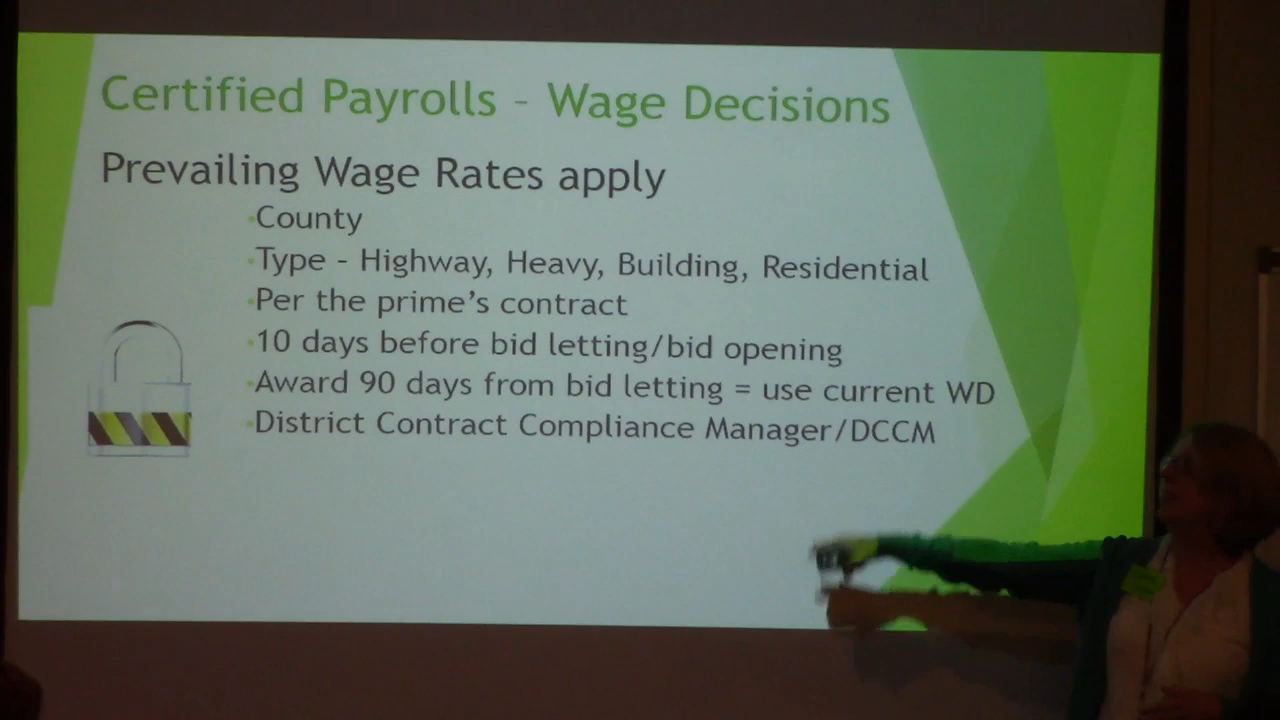 Certified Payrolls – Wage Decisions
Prevailing Wage Rates apply
•County
•Type – Highway, Heavy, Building, Residential
•Per the prime's contract
•10 days before bid letting/bid opening
•Award 90 days from bid letting = use current WD
•District Contract Compliance Manager/DCCM